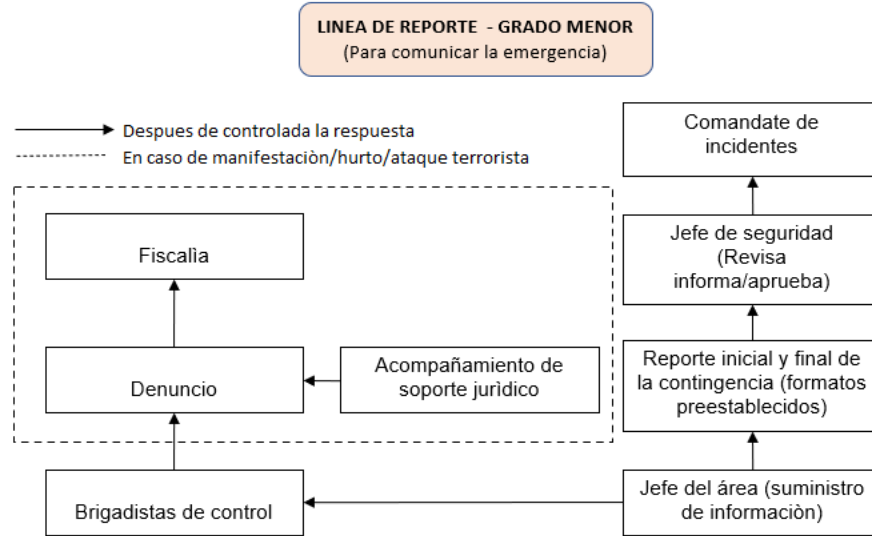 LINEA DE REPORTE - GRADO MENOR
(Para comunicar la emergencia)
Despues de controlada la respuesta
En caso de manifestaciòn/hurto/ataque terrorista
Comandate de
incidentes
Fiscalìa
Jefe de seguridad
(Revisa
informa/aprueba)
Denuncio
Acompañamiento de
soporte jurìdico
Reporte inicial y final de
la contingencia (formatos
preestablecidos)
Brigadistas de control
Jefe del área (suministro
de informaciòn)